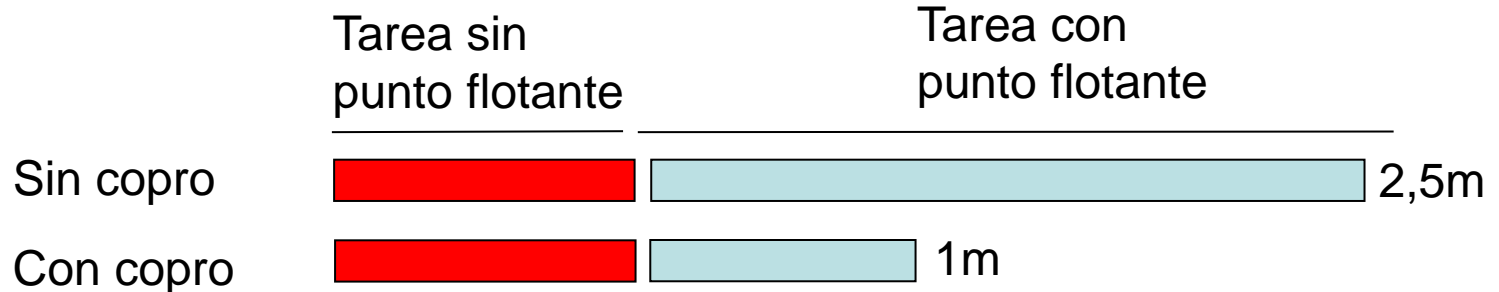 Tarea sin
punto flotante
Tarea con
punto flotante
Sin copro
2,5m
Con copro
1m